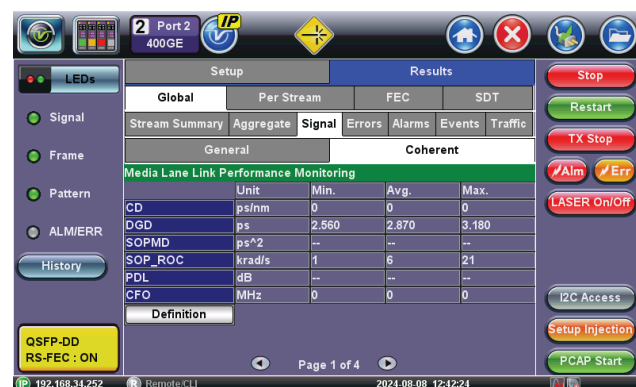 2 Port 2
400GE
IP
LEDs
Signal
Frame
Pattern
ALM/ERR
History
QSFP-DD
RS-FEC : ON
Setup Results
Global Per Stream FEC SDT
Stream Summary Aggregate Signal Errors Alarms Events Traffic
General Coherent
Media Lane Link Performance Monitoring
Unit Min. Avg. Max.
CD ps/nm 0 0 0
DGD ps 2.560 2.870 3.180
SOPMD ps^2 -- -- --
SOP_ROC krad/s 1 6 21
PDL dB -- -- --
CFO MHz 0 0 0
Definition
Page 1 of 4
Stop
Restart
TX Stop
Alm Err
LASER On/Off
I2C Access
Setup Injection
PCAP Start
IP 192.168.34.252 R Remote/CLI 2024-08-08 12:42:24